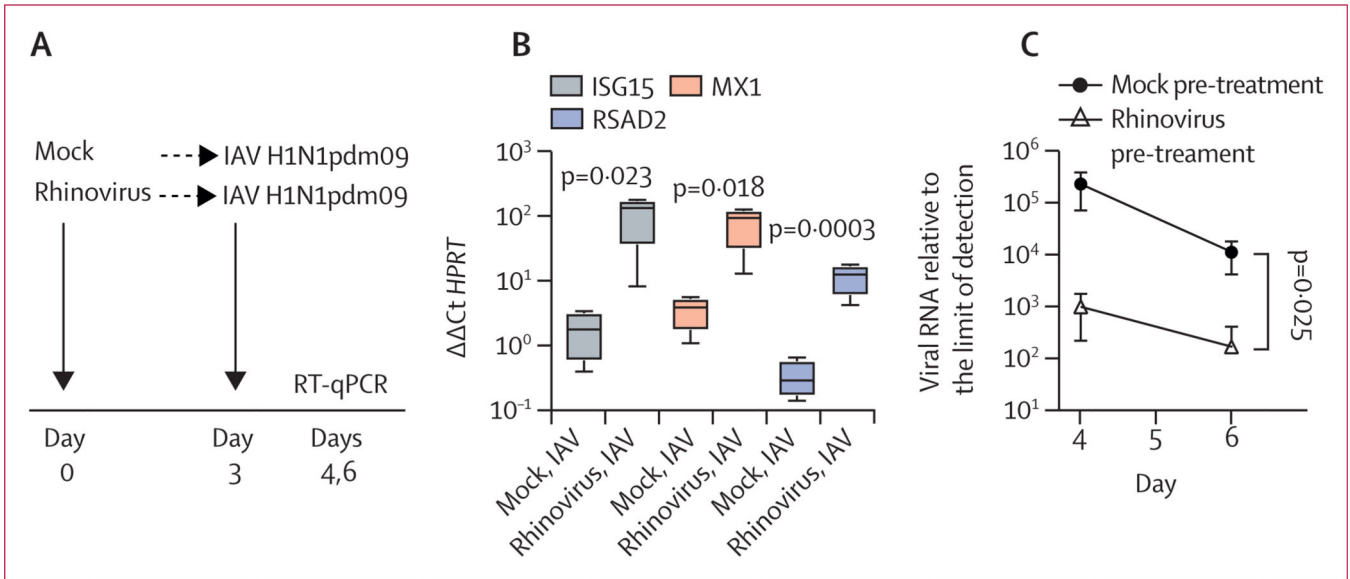 A
Mock
IAV H1N1pdm09
Rhinovirus
IAV H1N1pdm09
RT-qPCR
Day
0
Day
3
Days
4,6
B
ISG15
MX1
RSAD2
ΔΔCt HPRT
10³
10²
10¹
10⁰
10⁻¹
p=0·023
p=0·018
p=0·0003
Mock, IAV
Rhinovirus, IAV
Mock, IAV
Rhinovirus, IAV
Mock, IAV
Rhinovirus, IAV
C
Mock pre-treatment
Rhinovirus
pre-treament
Viral RNA relative to
the limit of detection
10⁶
10⁵
10⁴
10³
10²
10¹
p=0·025
4
5
6
Day